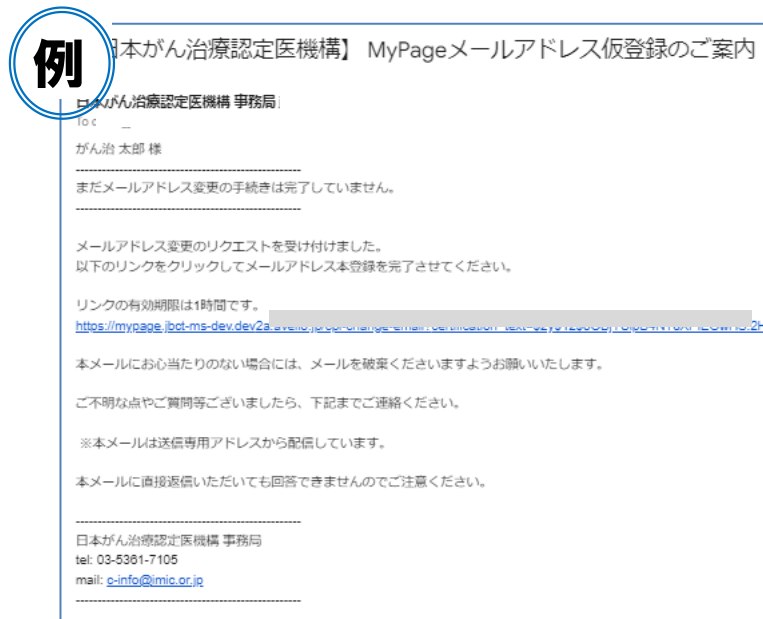 例
日本がん治療認定医機構】 MyPageメールアドレス仮登録のご案内
日本がん治療認定医機構 事務局
がん治 太郎 様
----------------------------------------------------
まだメールアドレス変更の手続きは完了していません。
----------------------------------------------------
メールアドレス変更のリクエストを受け付けました。
以下のリンクをクリックしてメールアドレス本登録を完了させてください。
リンクの有効期限は1時間です。
https://mypage.jbct-ms-dev.dev2a
本メールにお心当たりのない場合には、メールを破棄くださいますようお願いいたします。
ご不明な点やご質問等ございましたら、下記までご連絡ください。
※本メールは送信専用アドレスから配信しています。
本メールに直接返信いただいても回答できませんのでご注意ください。
----------------------------------------------------
日本がん治療認定医機構 事務局
tel: 03-5361-7105
mail: c-info@imic.or.jp
----------------------------------------------------